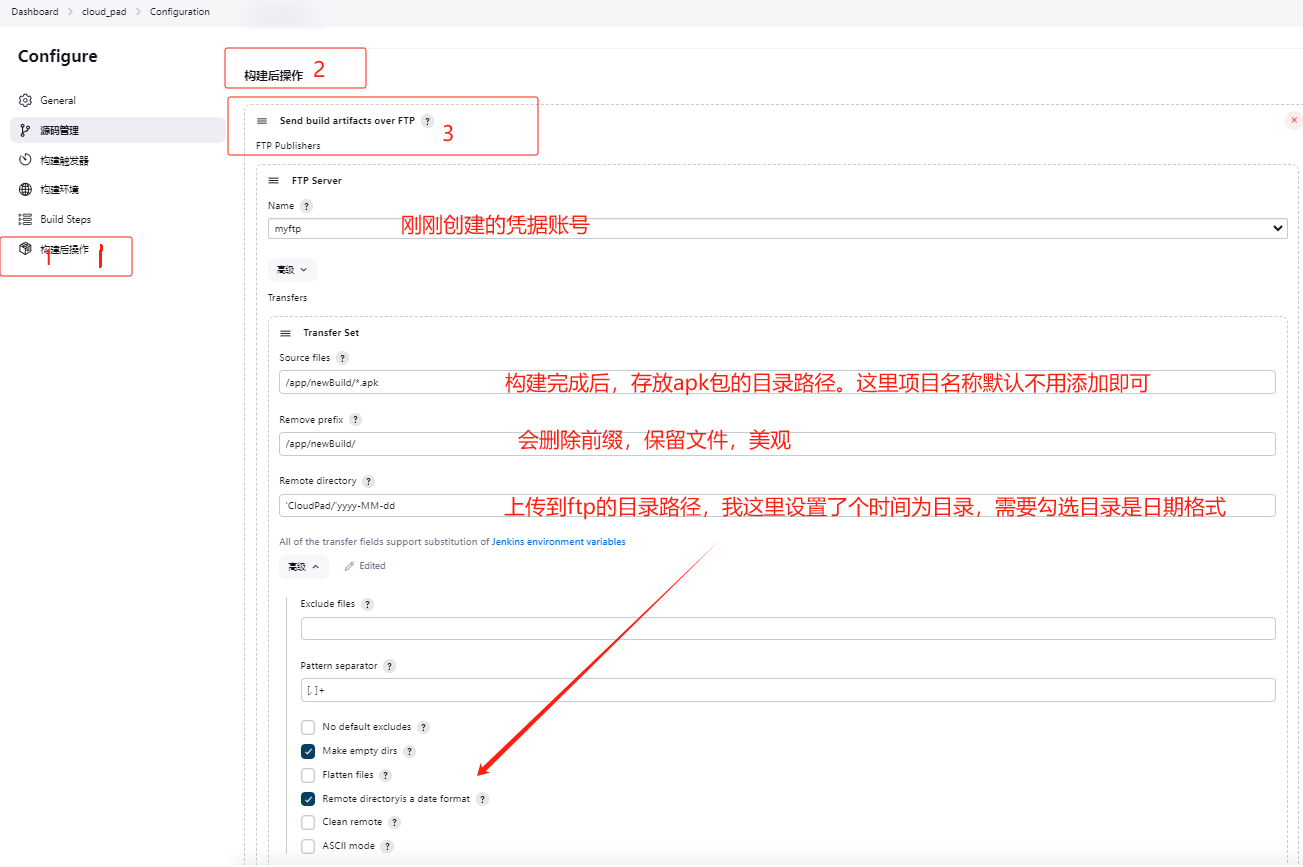 Dashboard > cloud_pad > Configuration
Configure
General
源码管理
构建触发器
构建环境
Build Steps
构建后操作
1
构建后操作 2
Send build artifacts over FTP ?
3
FTP Publishers
FTP Server
Name ?
myftp 刚刚创建的凭据账号
高级
Transfers
Transfer Set
Source files ?
/app/newBuild/*.apk 构建完成后，存放apk包的目录路径。这里项目名称默认不用添加即可
Remove prefix ?
/app/newBuild/ 会删除前缀，保留文件，美观
Remote directory ?
'CloudPad/'yyyy-MM-dd 上传到ftp的目录路径，我这里设置了个时间为目录，需要勾选目录是日期格式
All of the transfer fields support substitution of Jenkins environment variables
高级 Edited
Exclude files ?
Pattern separator ?
[, ]+
No default excludes ?
Make empty dirs ?
Flatten files ?
Remote directoryis a date format ?
Clean remote ?
ASCII mode ?